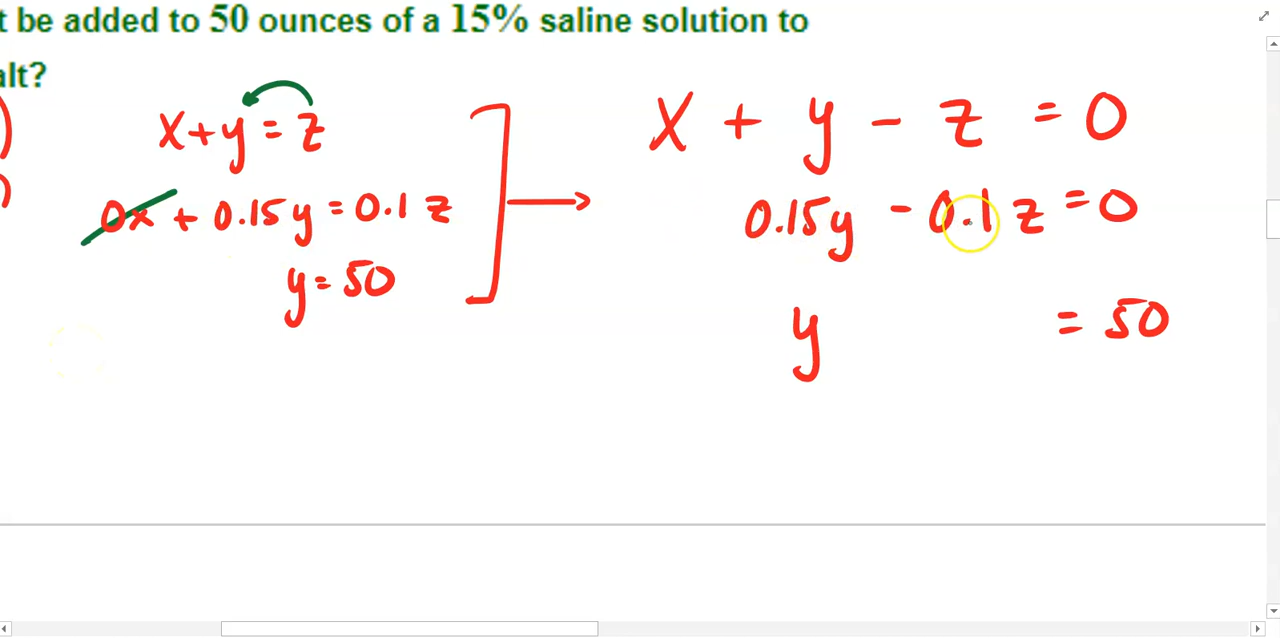 t be added to 50 ounces of a 15% saline solution to
alt?
)
x + y = z
0x + 0.15y = 0.1 z
y = 50
x + y - z = 0
0.15y - 0.1 z = 0
y = 50